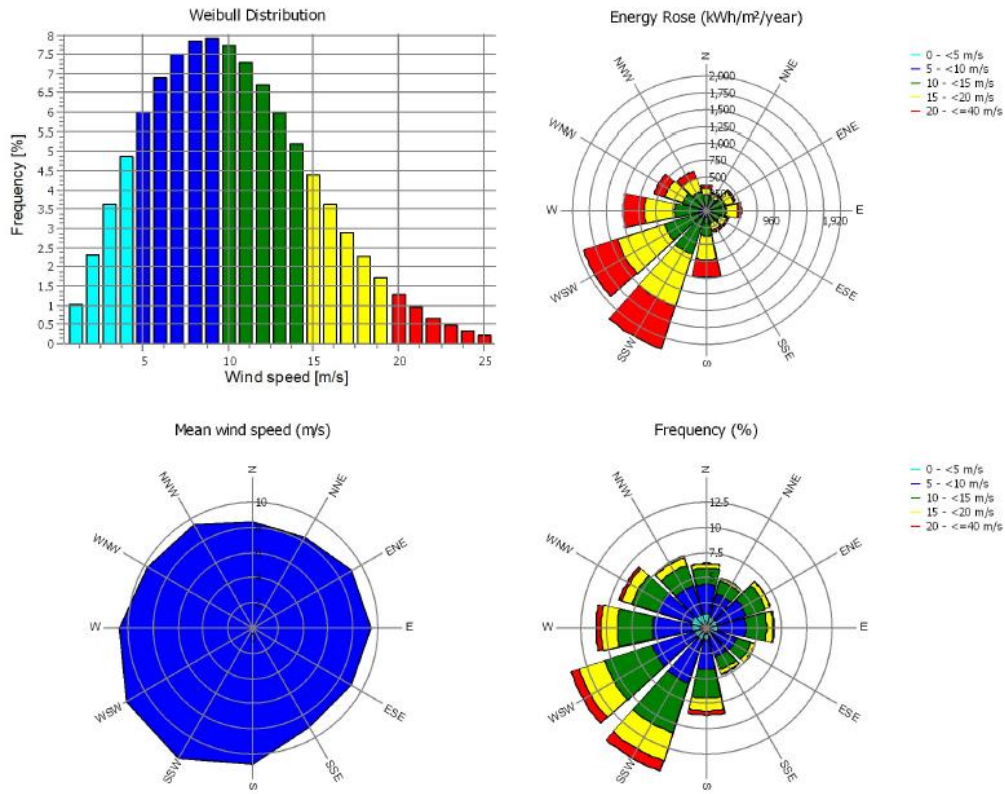 Weibull Distribution
Frequency [%]
8
7.5
7
6.5
6
5.5
5
4.5
4
3.5
3
2.5
2
1.5
1
0.5
0
5
10
15
20
25
Wind speed [m/s]
Energy Rose (kWh/m²/year)
N
NNE
ENE
E
ESE
SSE
S
SSW
WSW
W
WNW
NNW
2,000
1,750
1,500
1,250
1,000
750
500
960
1,920
0 - <5 m/s
5 - <10 m/s
10 - <15 m/s
15 - <20 m/s
20 - <=40 m/s
Mean wind speed (m/s)
N
NNE
ENE
E
ESE
SSE
S
SSW
WSW
W
WNW
NNW
10
Frequency (%)
N
NNE
ENE
E
ESE
SSE
S
SSW
WSW
W
WNW
NNW
12.5
10
7.5
0 - <5 m/s
5 - <10 m/s
10 - <15 m/s
15 - <20 m/s
20 - <=40 m/s